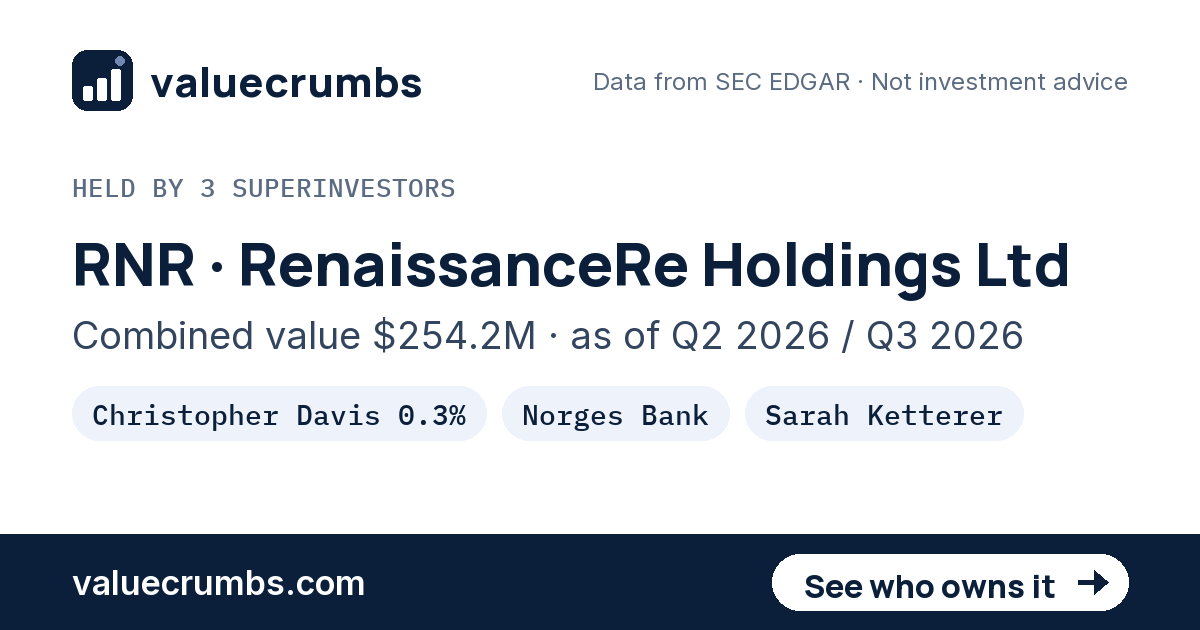 valuecrumbs
Data from SEC EDGAR · Not investment advice
HELD BY 3 SUPERINVESTORS
RNR · RenaissanceRe Holdings Ltd
Combined value $254.2M · as of Q2 2026 / Q3 2026
Christopher Davis 0.3% Norges Bank Sarah Ketterer
valuecrumbs.com
See who owns it →